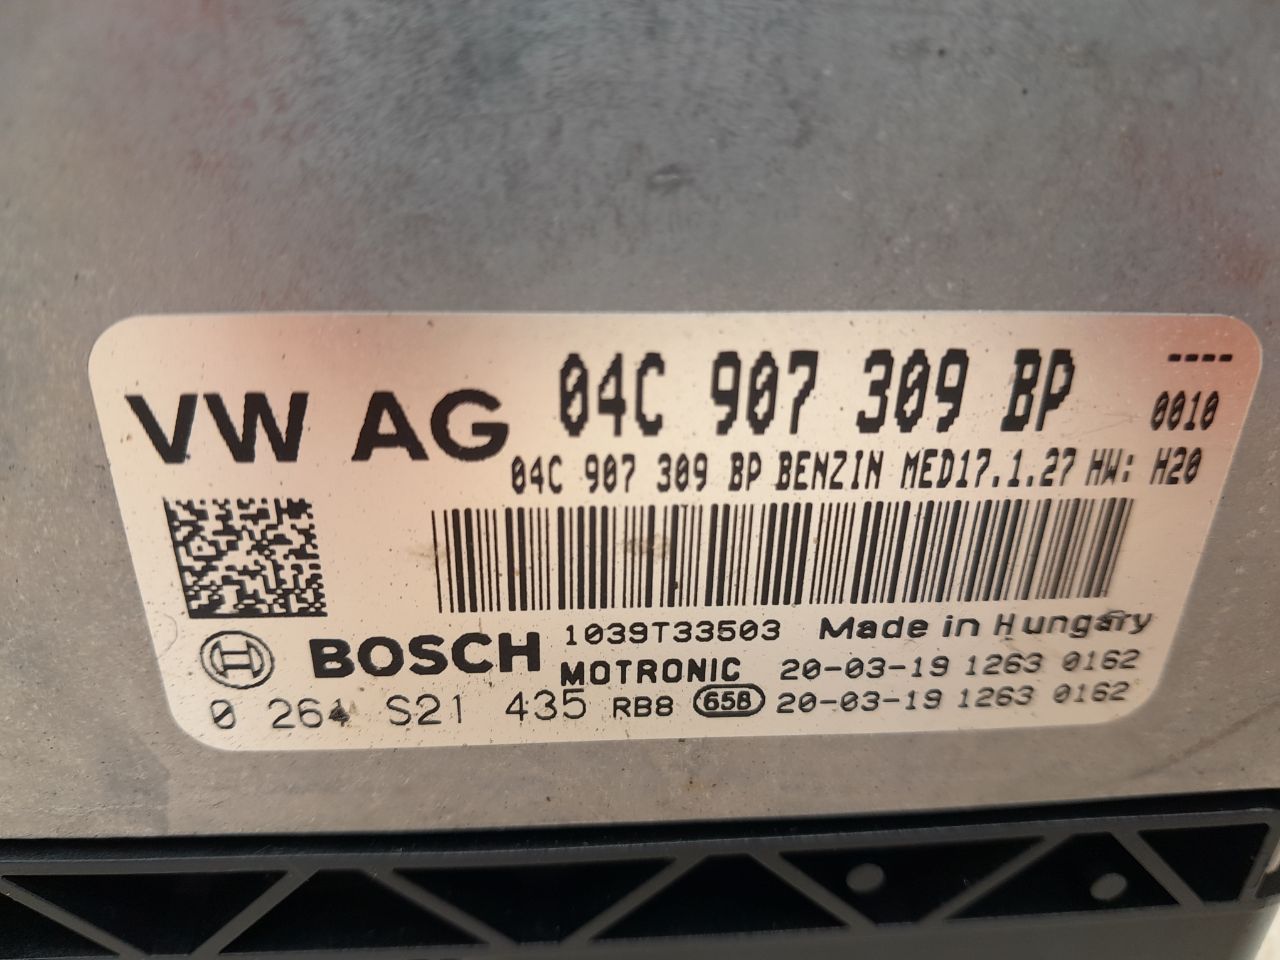 VW AG 04C 907 309 BP ----
0010
04C 907 309 BP BENZIN MED17.1.27 HW: H20
1039T33503 Made in Hungary
BOSCH MOTRONIC 20-03-19 1263 0162
0 261 S21 435 RB8 658 20-03-19 1263 0162